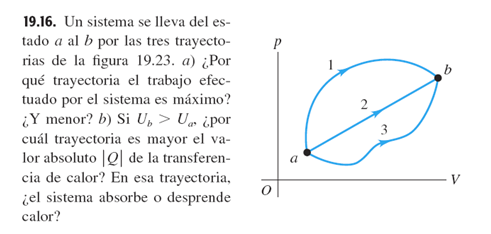 19.16. Un sistema se lleva del es-
tado a al b por las tres trayecto-
rias de la figura 19.23. a) ¿Por
qué trayectoria el trabajo efec-
tuado por el sistema es máximo?
¿Y menor? b) Si Ub > Ua, ¿por
cuál trayectoria es mayor el va-
lor absoluto |Q| de la transferen-
cia de calor? En esa trayectoria,
¿el sistema absorbe o desprende
calor?
p
1
b
2
3
a
O
V